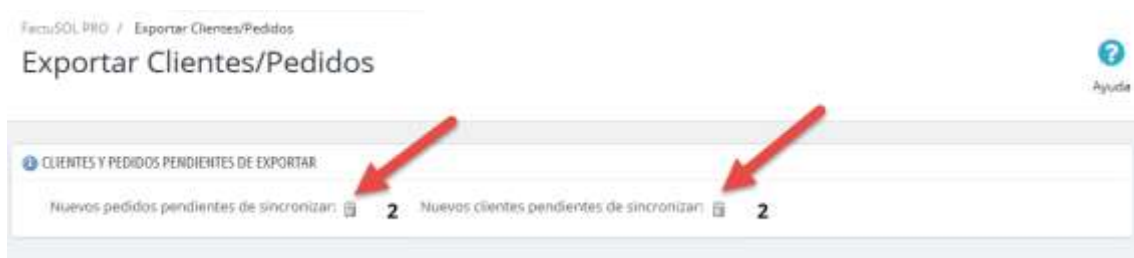 FactuSOL PRO / Exportar Clientes/Pedidos
Exportar Clientes/Pedidos
Ayuda
CLIENTES Y PEDIDOS PENDIENTES DE EXPORTAR
Nuevos pedidos pendientes de sincronizar: 2 Nuevos clientes pendientes de sincronizar: 2